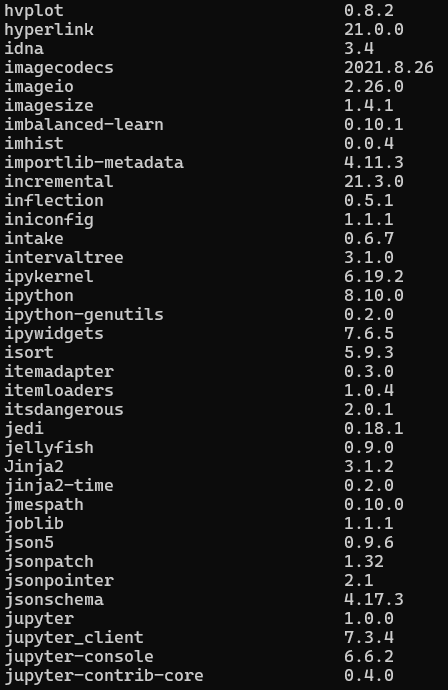 hvplot 0.8.2
hyperlink 21.0.0
idna 3.4
imagecodecs 2021.8.26
imageio 2.26.0
imagesize 1.4.1
imbalanced-learn 0.10.1
imhist 0.0.4
importlib-metadata 4.11.3
incremental 21.3.0
inflection 0.5.1
iniconfig 1.1.1
intake 0.6.7
intervaltree 3.1.0
ipykernel 6.19.2
ipython 8.10.0
ipython-genutils 0.2.0
ipywidgets 7.6.5
isort 5.9.3
itemadapter 0.3.0
itemloaders 1.0.4
itsdangerous 2.0.1
jedi 0.18.1
jellyfish 0.9.0
Jinja2 3.1.2
jinja2-time 0.2.0
jmespath 0.10.0
joblib 1.1.1
json5 0.9.6
jsonpatch 1.32
jsonpointer 2.1
jsonschema 4.17.3
jupyter 1.0.0
jupyter_client 7.3.4
jupyter-console 6.6.2
jupyter-contrib-core 0.4.0